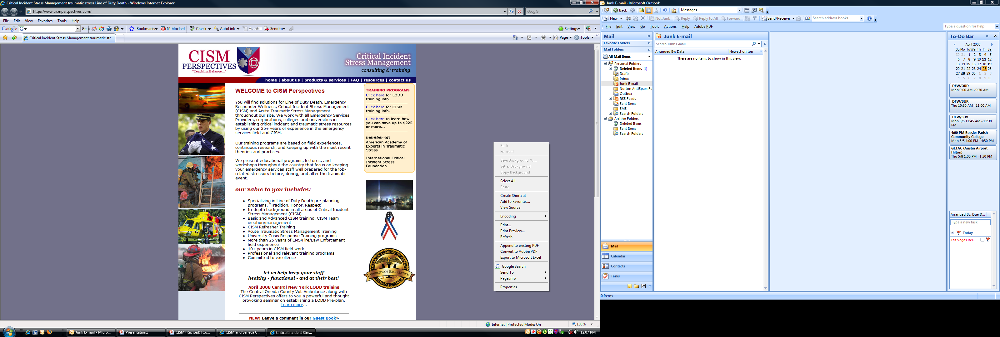 Critical Incident Stress Management traumatic stress Line of Duty Death - Windows Internet Explorer
http://www.cismperspectives.com/
Google
File Edit View Favorites Tools Help
Google G Go Bookmarks 64 blocked Check AutoLink AutoFill Send to Settings
Critical Incident Stress Management traumatic str...
Page Tools
CISM
PERSPECTIVES
"Teaching Balance..."
Critical Incident
Stress Management
consulting & training
home | about us | products & services | FAQ | resources | contact us
WELCOME to CISM Perspectives
You will find solutions for Line of Duty Death, Emergency
Responder Wellness, Critical Incident Stress Management
(CISM) and Acute Traumatic Stress Management
throughout our site. We work with all Emergency Services
Providers, corporations, colleges and universities in
establishing critical incident and traumatic stress resources
by using our 25+ years of experience in the emergency
services field and CISM.
Our training programs are based on field experiences,
continuous research, and keeping up with the most recent
theories and practices.
We present educational programs, lectures, and
workshops throughout the country that focus on keeping
your emergency services staff well prepared for the job-
related stressors before, during, and after the traumatic
event.
our value to you includes:
• Specializing in Line of Duty Death pre-planning
programs, "Tradition, Honor, Respect"
• In-depth background in all areas of Critical Incident
Stress Management (CISM)
• Basic and Advanced CISM training, CISM Team
creation/management
• CISM Refresher Training
• Acute Traumatic Stress Management Training
• University Crisis Response Training programs
• More than 25 years of EMS/Fire/Law Enforcement
field experience
• 10+ years in CISM field work
• Professional and relevant training programs
• Committed to excellence
let us help keep your staff
healthy • functional • and at their best!
April 2008 Central New York LODD training
The Central Oneida County Vol. Ambulance along with
CISM Perspectives offers to you a powerful and thought
provoking seminar on establishing a LODD Pre-plan.
Learn more...
NEW! Leave a comment in our Guest Book»
TRAINING PROGRAMS
Click here for LODD
training info.
Click here for CISM
training info.
Click here to learn how
you can save up to $225
or more...
member of:
American Academy of
Experts in Traumatic
Stress
International Critical
Incident Stress
Foundation
AMERICAN ACADEMY OF EXPERTS
WEBSITE OF EXCELLENCE
TRAUMATIC STRESS
Back
Forward
Save Background As...
Set as Background
Copy Background
Select All
Paste
Create Shortcut
Add to Favorites...
View Source
Encoding
Print...
Print Preview...
Refresh
Append to existing PDF
Convert to Adobe PDF
Export to Microsoft Excel
Google Search
Send To
Page Info
Properties
Internet | Protected Mode: On
100%
Junk E-mail - Micro...
Presentation1
CISM (Revised) [Co...
CISM and Seneca C...
Critical Incident Stre...
12:07 PM
Junk E-mail - Microsoft Outlook
Back Messages
New Not Junk Reply Reply to All Forward Send/Receive Search address books
File Edit View Go Tools Actions Help Adobe PDF
Type a question for help
Mail
Favorite Folders
Mail Folders
All Mail Items
Personal Folders
Deleted Items (1)
Drafts
Inbox
Junk E-mail
Norton AntiSpam Fo
Outbox
RSS Feeds
Sent Items
SMS
Search Folders
Archive Folders
Deleted Items
Sent Items
Search Folders
Mail
Calendar
Contacts
Tasks
0 Items
Junk E-mail
Search Junk E-mail
Arranged By: Date Newest on top
There are no items to show in this view.
To-Do Bar
April 2008
Su Mo Tu We Th Fr Sa
30 31 1 2 3 4 5
6 7 8 9 10 11 12
13 14 15 16 17 18 19
20 21 22 23 24 25 26
27 28 29 30 1 2 3
4 5 6 7 8 9 10
DFW/ORD
Mon 9:00 AM - 9:30 AM
DFW/BUR
Thu 10:30 AM - 11:00 AM
DFW/SHV
Mon 5/5 11:45 AM - 12:30
PM
4:00 PM Bossier Parish
Community College
Mon 5/5 4:00 PM - 4:30 PM
GETAC (Austin Airport
Hilton)
Thu 5/8 1:00 PM - 1:30 PM
Arranged By: Due D...
Type a new task
Today
Las Vegas Rei...